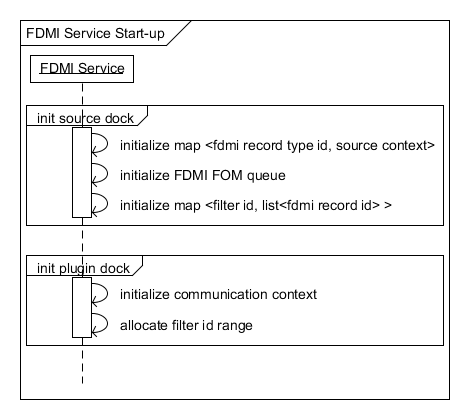 FDMI Service Start-up
FDMI Service
init source dock
initialize map <fdmi record type id, source context>
initialize FDMI FOM queue
initialize map <filter id, list<fdmi record id> >
init plugin dock
initialize communication context
allocate filter id range